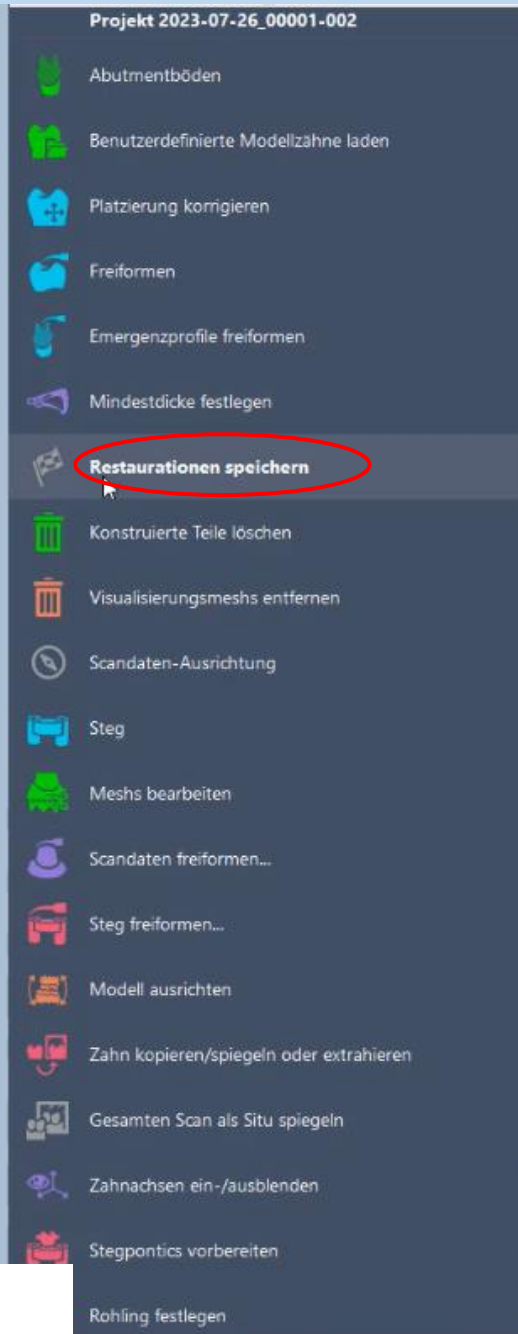 Projekt 2023-07-26_00001-002
Abutmentböden
Benutzerdefinierte Modellzähne laden
Platzierung korrigieren
Freiformen
Emergenzprofile freiformen
Mindestdicke festlegen
Restaurationen speichern
Konstruierte Teile löschen
Visualisierungsmeshs entfernen
Scandaten-Ausrichtung
Steg
Meshs bearbeiten
Scandaten freiformen...
Steg freiformen...
Modell ausrichten
Zahn kopieren/spiegeln oder extrahieren
Gesamten Scan als Situ spiegeln
Zahnachsen ein-/ausblenden
Stegpontics vorbereiten
Rohling festlegen